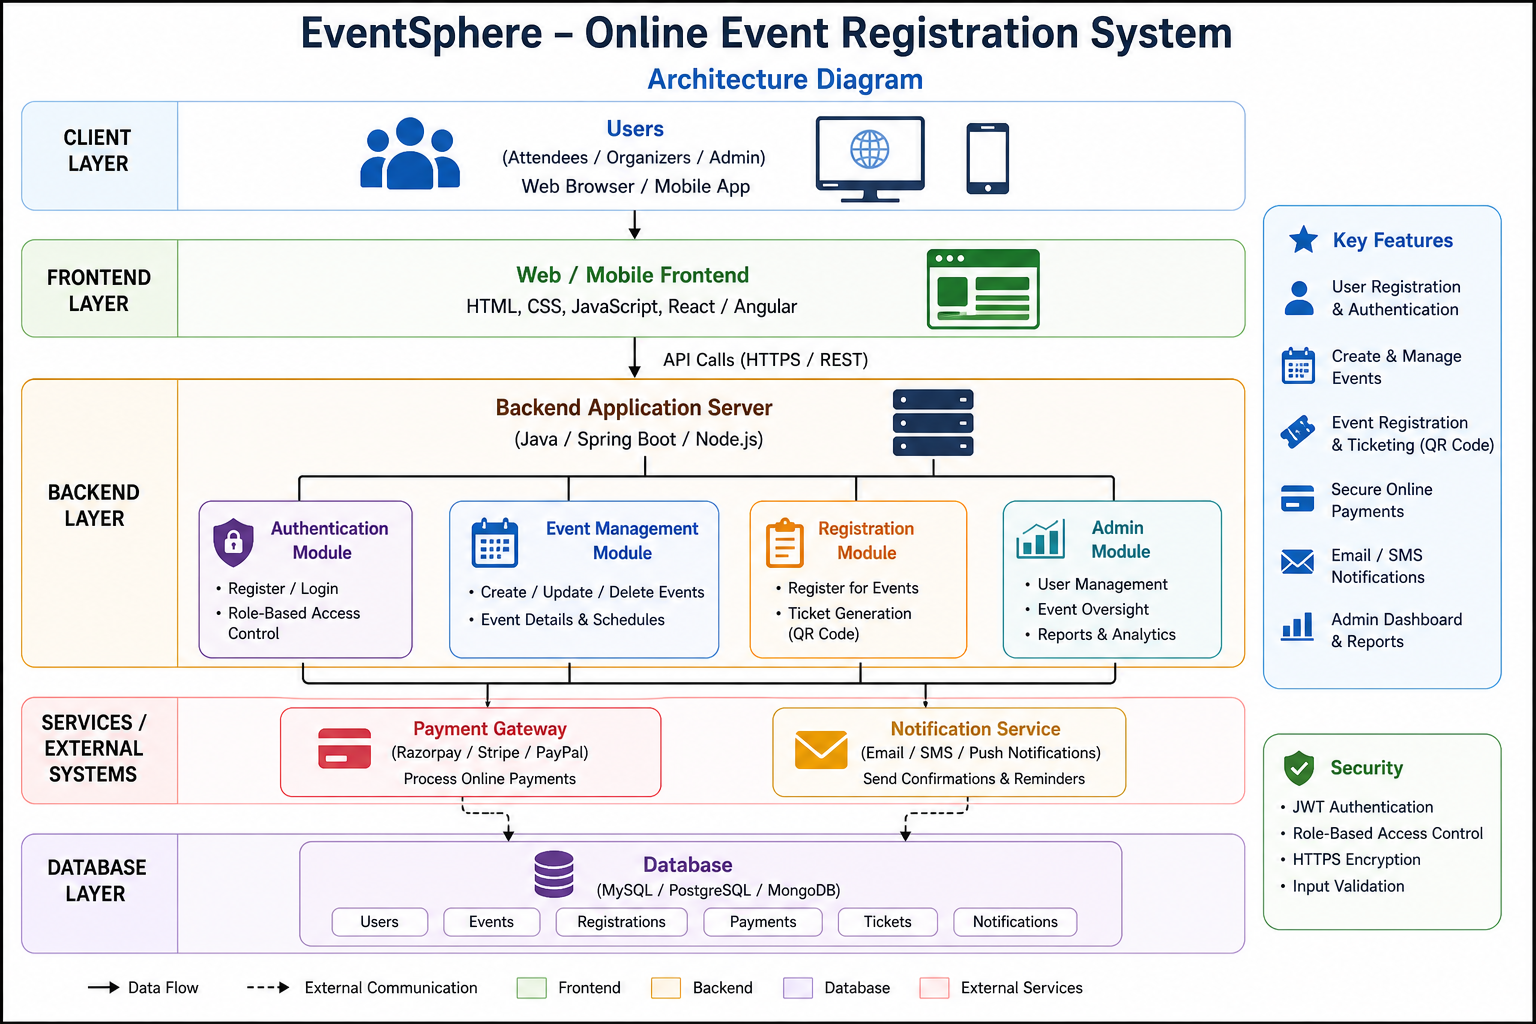 EventSphere – Online Event Registration System
Architecture Diagram
CLIENT
LAYER
Users
(Attendees / Organizers / Admin)
Web Browser / Mobile App
FRONTEND
LAYER
Web / Mobile Frontend
HTML, CSS, JavaScript, React / Angular
API Calls (HTTPS / REST)
BACKEND
LAYER
Backend Application Server
(Java / Spring Boot / Node.js)
Authentication
Module
• Register / Login
• Role-Based Access
Control
Event Management
Module
• Create / Update / Delete Events
• Event Details & Schedules
Registration
Module
• Register for Events
• Ticket Generation
(QR Code)
Admin
Module
• User Management
• Event Oversight
• Reports & Analytics
SERVICES /
EXTERNAL
SYSTEMS
Payment Gateway
(Razorpay / Stripe / PayPal)
Process Online Payments
Notification Service
(Email / SMS / Push Notifications)
Send Confirmations & Reminders
DATABASE
LAYER
Database
(MySQL / PostgreSQL / MongoDB)
Users
Events
Registrations
Payments
Tickets
Notifications
Data Flow
External Communication
Frontend
Backend
Database
External Services
Key Features
User Registration
& Authentication
Create & Manage
Events
Event Registration
& Ticketing (QR Code)
Secure Online
Payments
Email / SMS
Notifications
Admin Dashboard
& Reports
Security
• JWT Authentication
• Role-Based Access Control
• HTTPS Encryption
• Input Validation